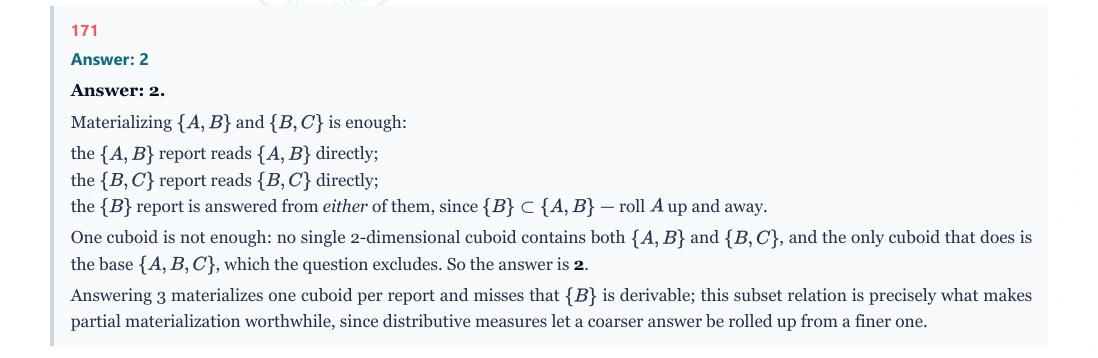 171
Answer: 2
Answer: 2.
Materializing {A, B} and {B, C} is enough:
the {A, B} report reads {A, B} directly;
the {B, C} report reads {B, C} directly;
the {B} report is answered from either of them, since {B} ⊂ {A, B} — roll A up and away.
One cuboid is not enough: no single 2-dimensional cuboid contains both {A, B} and {B, C}, and the only cuboid that does is
the base {A, B, C}, which the question excludes. So the answer is 2.
Answering 3 materializes one cuboid per report and misses that {B} is derivable; this subset relation is precisely what makes
partial materialization worthwhile, since distributive measures let a coarser answer be rolled up from a finer one.